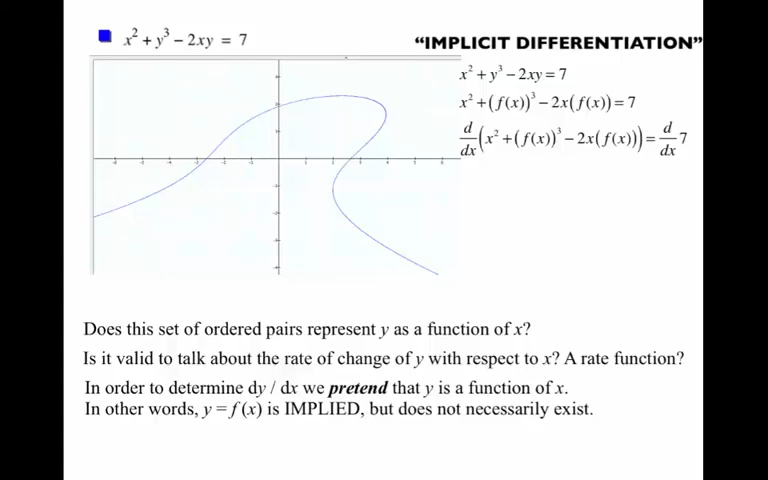 x² + y³ − 2xy = 7
“IMPLICIT DIFFERENTIATION”
x² + y³ − 2xy = 7
x² + (f(x))³ − 2x(f(x)) = 7
d/dx (x² + (f(x))³ − 2x(f(x))) = d/dx 7
Does this set of ordered pairs represent y as a function of x?
Is it valid to talk about the rate of change of y with respect to x? A rate function?
In order to determine dy / dx we pretend that y is a function of x.
In other words, y = f (x) is IMPLIED, but does not necessarily exist.